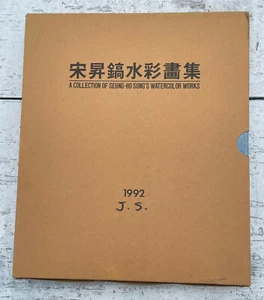 宋昇鎬水彩畫集
A COLLECTION OF SEUNG-HO SONG'S WATERCOLOR WORKS
1992
J.S.